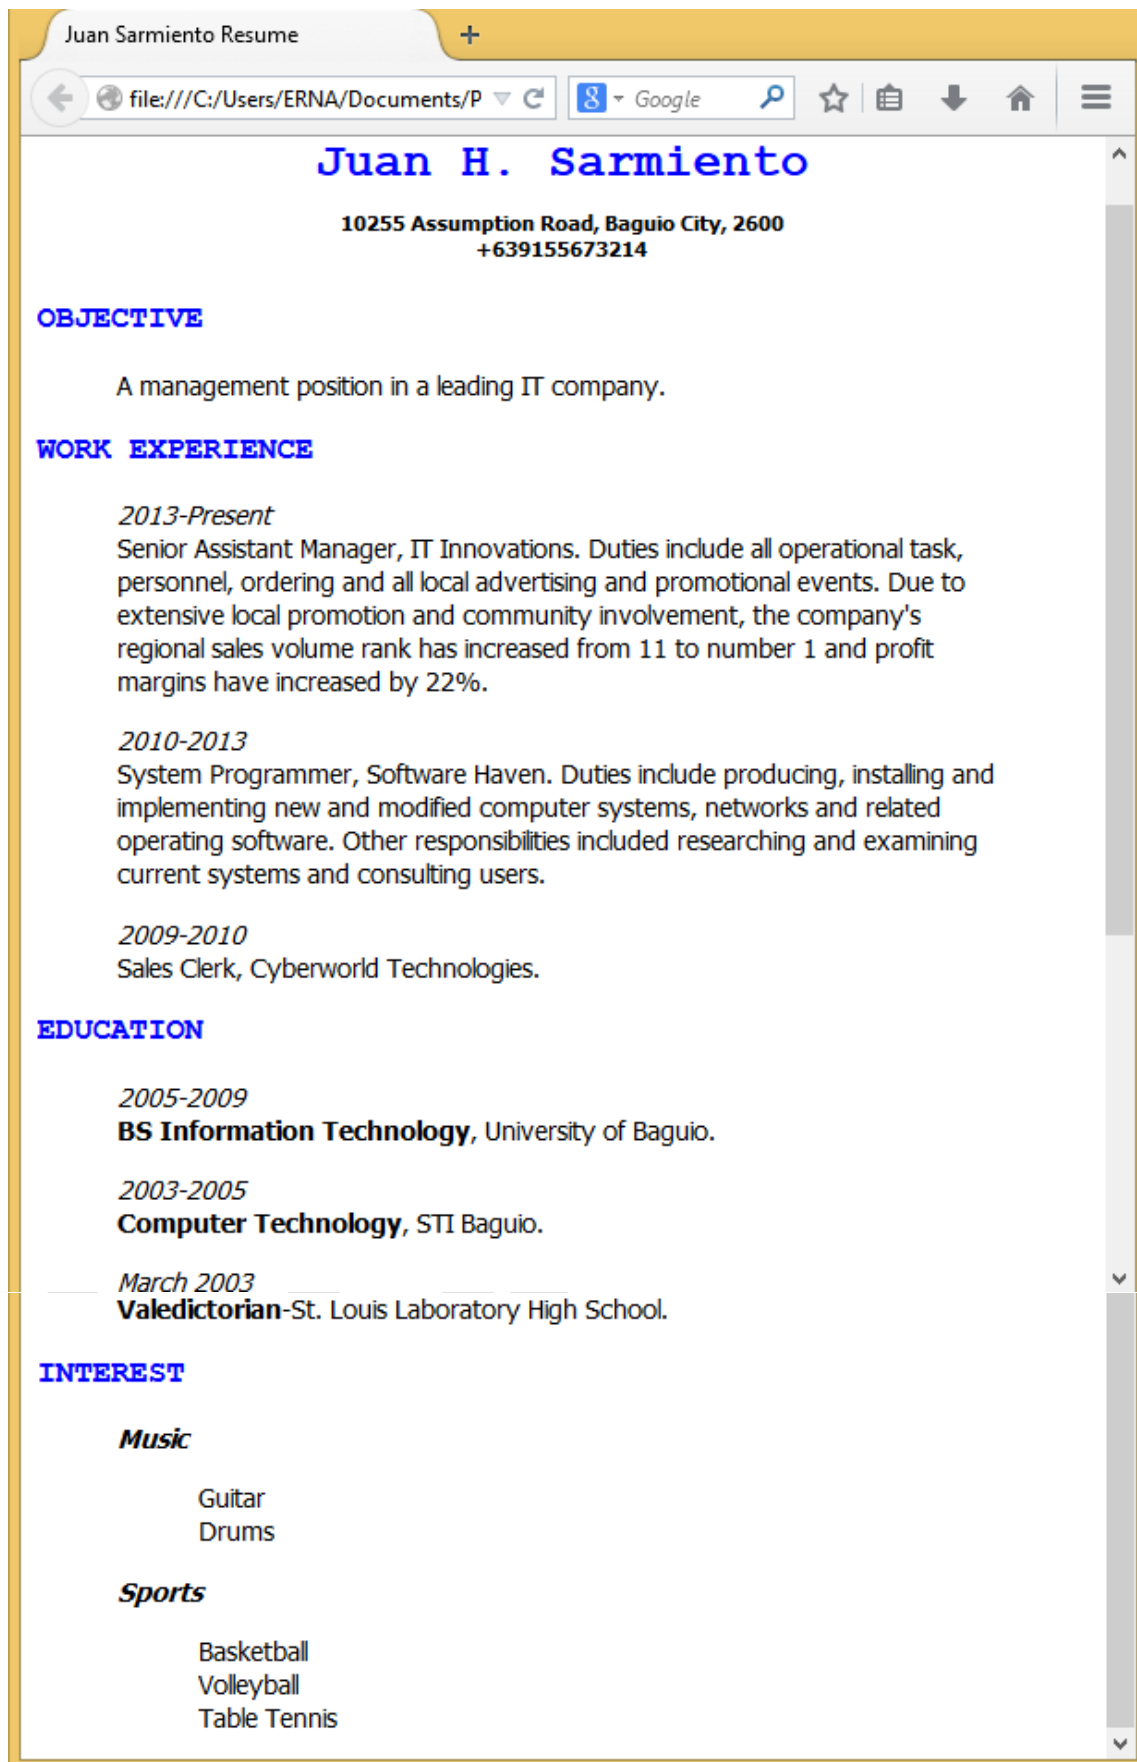 Juan Sarmiento Resume
file:///C:/Users/ERNA/Documents/P
8 Google
Juan H. Sarmiento
10255 Assumption Road, Baguio City, 2600
+639155673214
OBJECTIVE
A management position in a leading IT company.
WORK EXPERIENCE
2013-Present
Senior Assistant Manager, IT Innovations. Duties include all operational task,
personnel, ordering and all local advertising and promotional events. Due to
extensive local promotion and community involvement, the company's
regional sales volume rank has increased from 11 to number 1 and profit
margins have increased by 22%.
2010-2013
System Programmer, Software Haven. Duties include producing, installing and
implementing new and modified computer systems, networks and related
operating software. Other responsibilities included researching and examining
current systems and consulting users.
2009-2010
Sales Clerk, Cyberworld Technologies.
EDUCATION
2005-2009
BS Information Technology, University of Baguio.
2003-2005
Computer Technology, STI Baguio.
March 2003
Valedictorian-St. Louis Laboratory High School.
INTEREST
Music
Guitar
Drums
Sports
Basketball
Volleyball
Table Tennis